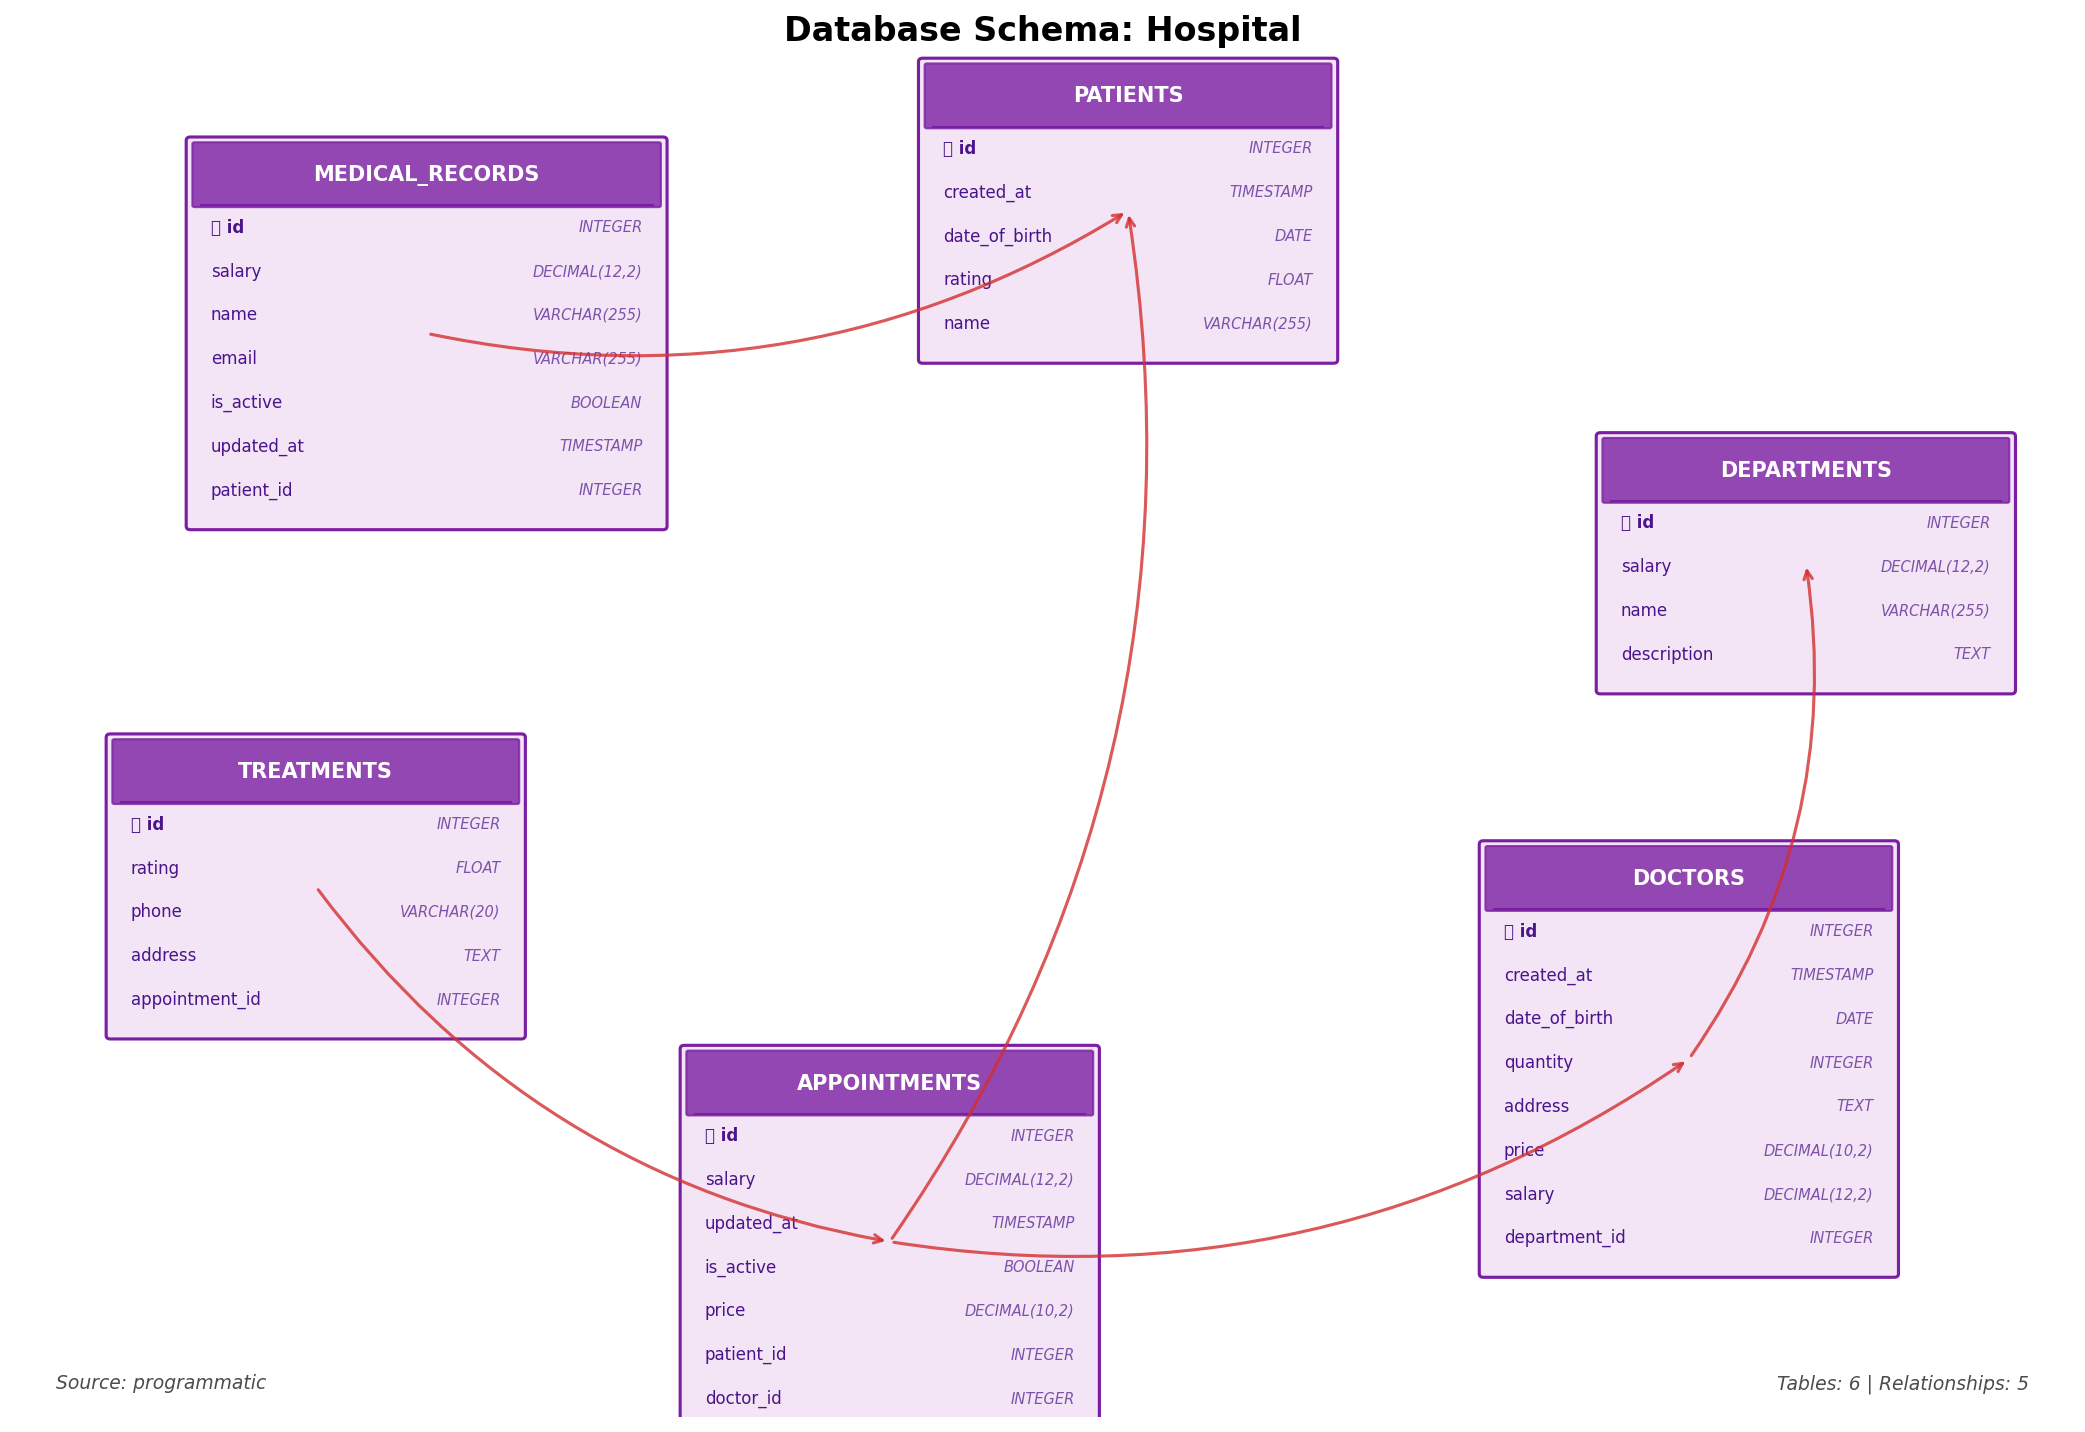 Database Schema: Hospital
PATIENTS
id INTEGER
created_at TIMESTAMP
date_of_birth DATE
rating FLOAT
name VARCHAR(255)
MEDICAL_RECORDS
id INTEGER
salary DECIMAL(12,2)
name VARCHAR(255)
email VARCHAR(255)
is_active BOOLEAN
updated_at TIMESTAMP
patient_id INTEGER
DEPARTMENTS
id INTEGER
salary DECIMAL(12,2)
name VARCHAR(255)
description TEXT
TREATMENTS
id INTEGER
rating FLOAT
phone VARCHAR(20)
address TEXT
appointment_id INTEGER
DOCTORS
id INTEGER
created_at TIMESTAMP
date_of_birth DATE
quantity INTEGER
address TEXT
price DECIMAL(10,2)
salary DECIMAL(12,2)
department_id INTEGER
APPOINTMENTS
id INTEGER
salary DECIMAL(12,2)
updated_at TIMESTAMP
is_active BOOLEAN
price DECIMAL(10,2)
patient_id INTEGER
doctor_id INTEGER
Source: programmatic
Tables: 6 | Relationships: 5